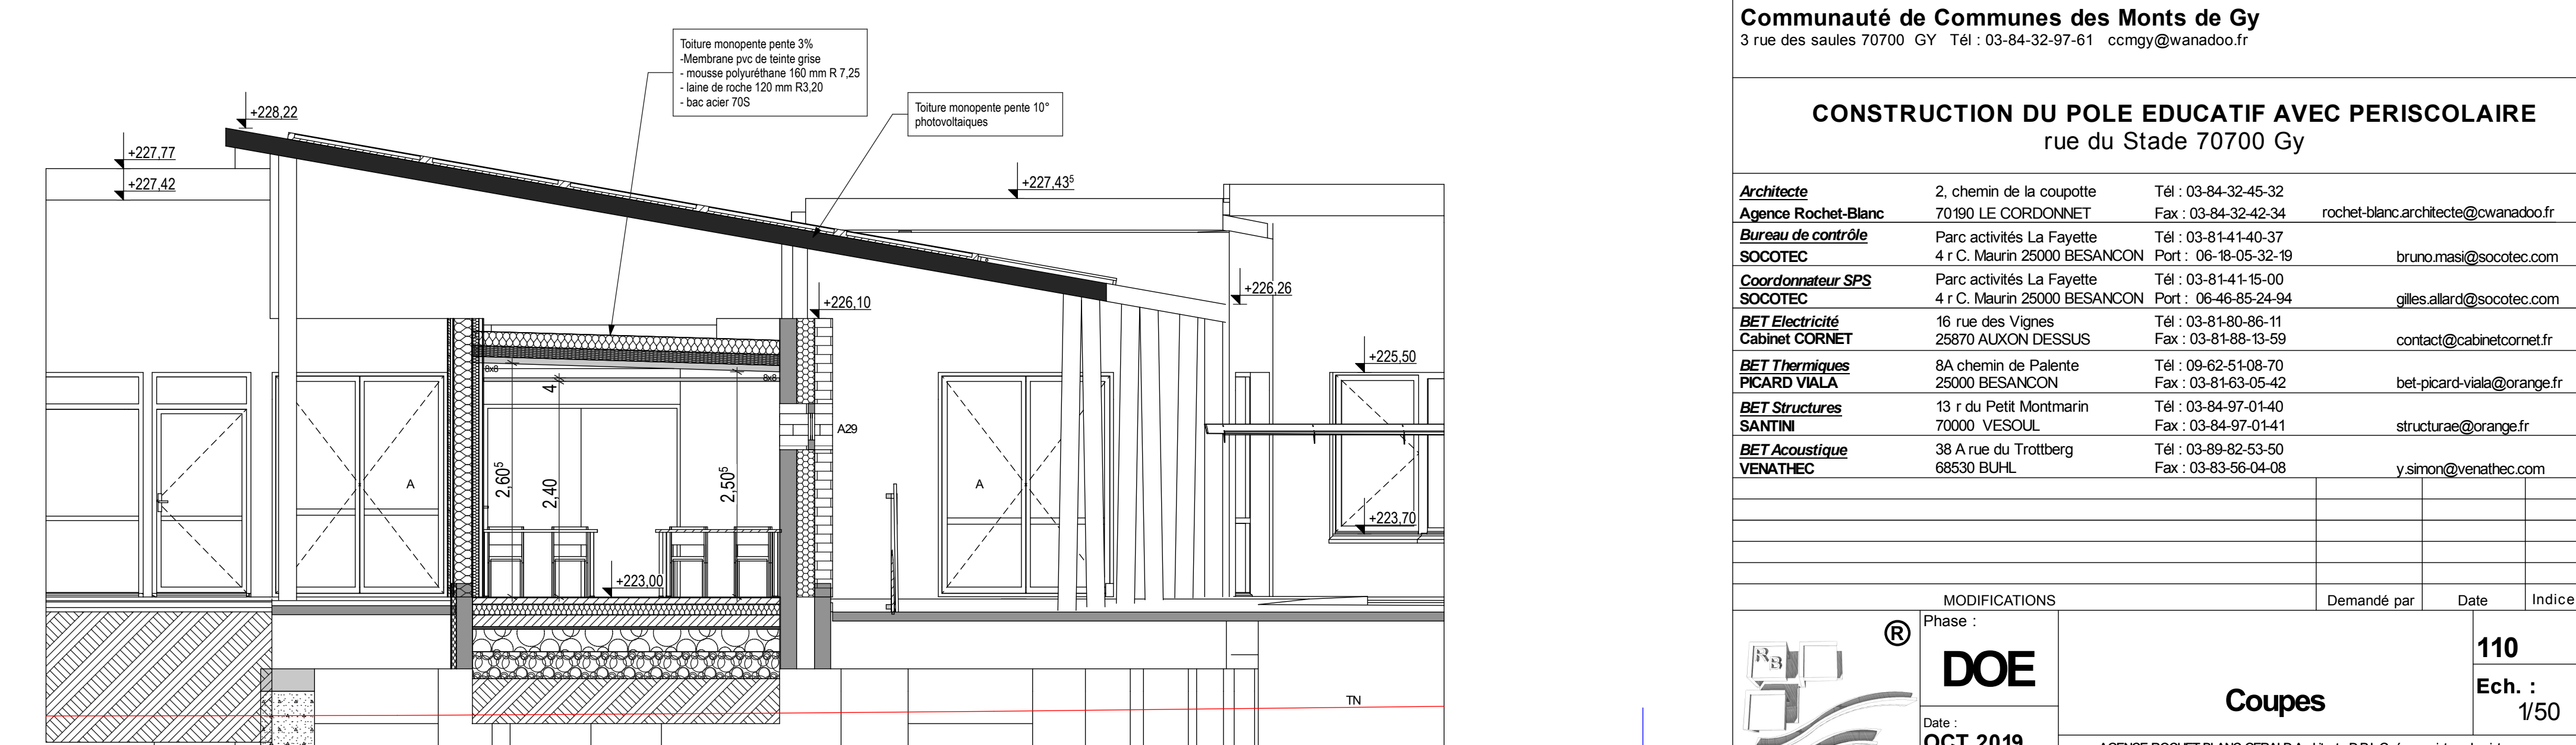 Toiture monopente pente 3%
-Membrane pvc de teinte grise
- mousse polyuréthane 160 mm R 7,25
- laine de roche 120 mm R3,20
- bac acier 70S
Toiture monopente pente 10°
photovoltaiques
+228,22
+227,77
+227,42
+227,43⁵
+226,10
+226,26
+225,50
+223,70
8x8
8x8
4
A29
A
2,60⁵
2,40
2,50⁵
A
+223,00
TN
Communauté de Communes des Monts de Gy
3 rue des saules 70700 GY Tél : 03-84-32-97-61 ccmgy@wanadoo.fr
CONSTRUCTION DU POLE EDUCATIF AVEC PERISCOLAIRE
rue du Stade 70700 Gy
Architecte 2, chemin de la coupotte Tél : 03-84-32-45-32
Agence Rochet-Blanc 70190 LE CORDONNET Fax : 03-84-32-42-34 rochet-blanc.architecte@cwanadoo.fr
Bureau de contrôle Parc activités La Fayette Tél : 03-81-41-40-37
SOCOTEC 4 r C. Maurin 25000 BESANCON Port : 06-18-05-32-19 bruno.masi@socotec.com
Coordonnateur SPS Parc activités La Fayette Tél : 03-81-41-15-00
SOCOTEC 4 r C. Maurin 25000 BESANCON Port : 06-46-85-24-94 gilles.allard@socotec.com
BET Electricité 16 rue des Vignes Tél : 03-81-80-86-11
Cabinet CORNET 25870 AUXON DESSUS Fax : 03-81-88-13-59 contact@cabinetcornet.fr
BET Thermiques 8A chemin de Palente Tél : 09-62-51-08-70
PICARD VIALA 25000 BESANCON Fax : 03-81-63-05-42 bet-picard-viala@orange.fr
BET Structures 13 r du Petit Montmarin Tél : 03-84-97-01-40
SANTINI 70000 VESOUL Fax : 03-84-97-01-41 structurae@orange.fr
BET Acoustique 38 A rue du Trottberg Tél : 03-89-82-53-50
VENATHEC 68530 BUHL Fax : 03-83-56-04-08 y.simon@venathec.com
MODIFICATIONS Demandé par Date Indice
®
RB
Phase :
DOE
Date :
OCT 2019
Coupes
110
Ech. :
1/50